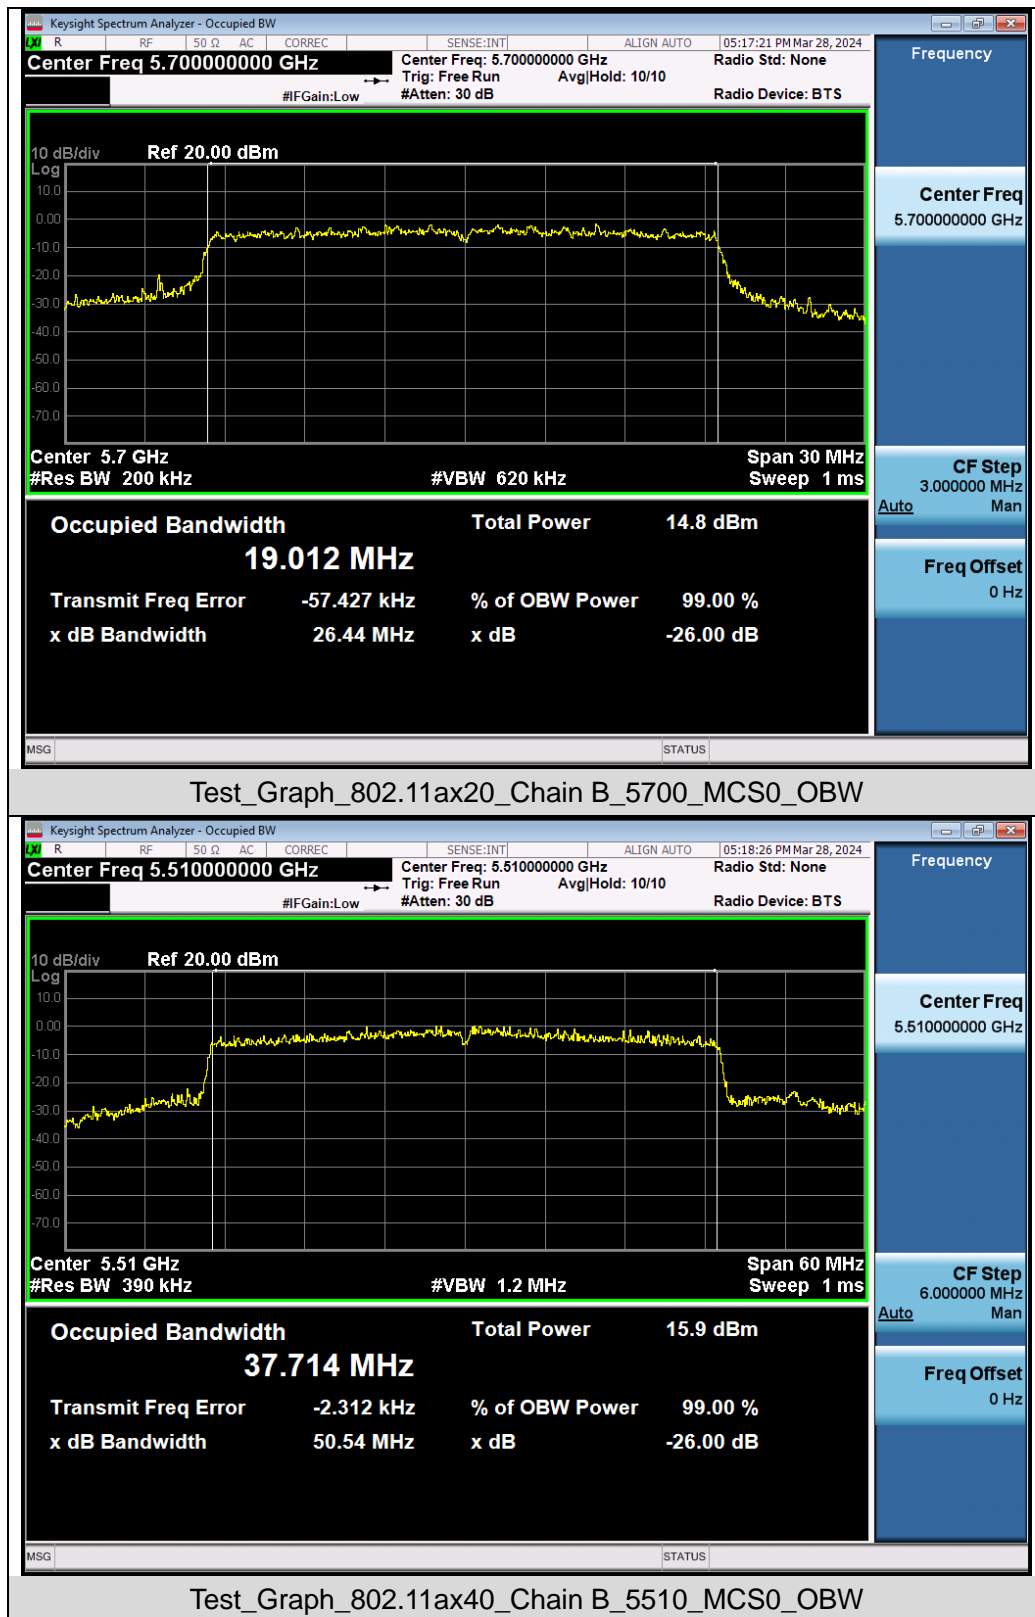 Keysight Spectrum Analyzer - Occupied BW
LXI R RF 50 Ω AC CORREC SENSE:INT ALIGN AUTO 05:17:21 PM Mar 28, 2024
Center Freq 5.700000000 GHz
Center Freq: 5.700000000 GHz
Radio Std: None
Trig: Free Run Avg|Hold: 10/10
#IFGain:Low
#Atten: 30 dB
Radio Device: BTS
Frequency
10 dB/div Ref 20.00 dBm
Log
10.0
0.00
-10.0
-20.0
-30.0
-40.0
-50.0
-60.0
-70.0
Center 5.7 GHz
Span 30 MHz
#Res BW 200 kHz
#VBW 620 kHz
Sweep 1 ms
Center Freq
5.700000000 GHz
CF Step
3.000000 MHz
Auto Man
Freq Offset
0 Hz
Occupied Bandwidth
19.012 MHz
Total Power 14.8 dBm
Transmit Freq Error -57.427 kHz
% of OBW Power 99.00 %
x dB Bandwidth 26.44 MHz
x dB -26.00 dB
MSG STATUS
Test_Graph_802.11ax20_Chain B_5700_MCS0_OBW
Keysight Spectrum Analyzer - Occupied BW
LXI R RF 50 Ω AC CORREC SENSE:INT ALIGN AUTO 05:18:26 PM Mar 28, 2024
Center Freq 5.510000000 GHz
Center Freq: 5.510000000 GHz
Radio Std: None
Trig: Free Run Avg|Hold: 10/10
#IFGain:Low
#Atten: 30 dB
Radio Device: BTS
Frequency
10 dB/div Ref 20.00 dBm
Log
10.0
0.00
-10.0
-20.0
-30.0
-40.0
-50.0
-60.0
-70.0
Center 5.51 GHz
Span 60 MHz
#Res BW 390 kHz
#VBW 1.2 MHz
Sweep 1 ms
Center Freq
5.510000000 GHz
CF Step
6.000000 MHz
Auto Man
Freq Offset
0 Hz
Occupied Bandwidth
37.714 MHz
Total Power 15.9 dBm
Transmit Freq Error -2.312 kHz
% of OBW Power 99.00 %
x dB Bandwidth 50.54 MHz
x dB -26.00 dB
MSG STATUS
Test_Graph_802.11ax40_Chain B_5510_MCS0_OBW